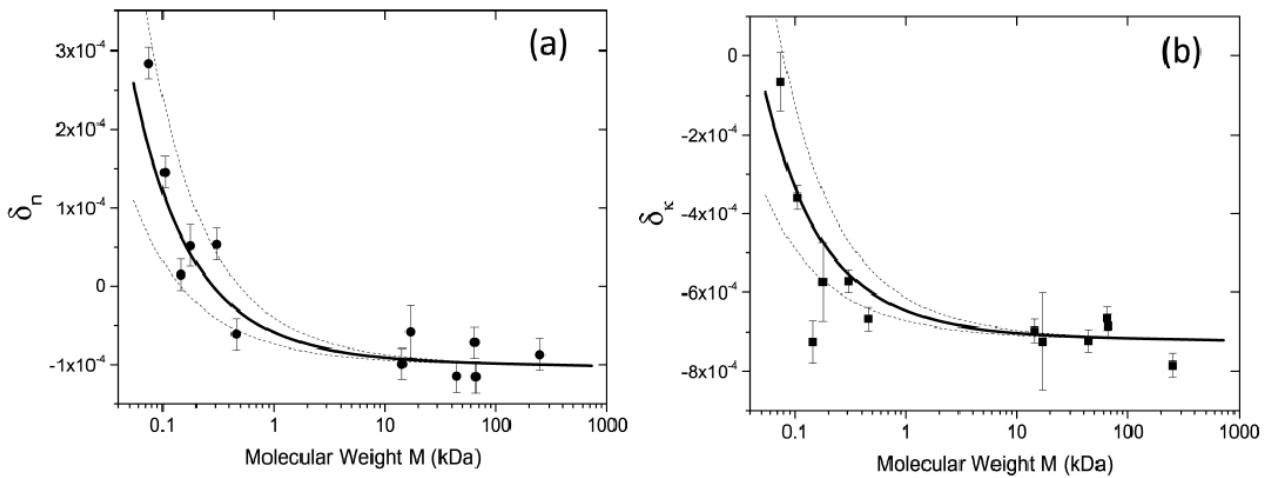 (a)
3x10⁻⁴
2x10⁻⁴
1x10⁻⁴
0
-1x10⁻⁴
δn
0.1 1 10 100 1000
Molecular Weight M (kDa)
(b)
0
-2x10⁻⁴
-4x10⁻⁴
-6x10⁻⁴
-8x10⁻⁴
δκ
0.1 1 10 100 1000
Molecular Weight M (kDa)